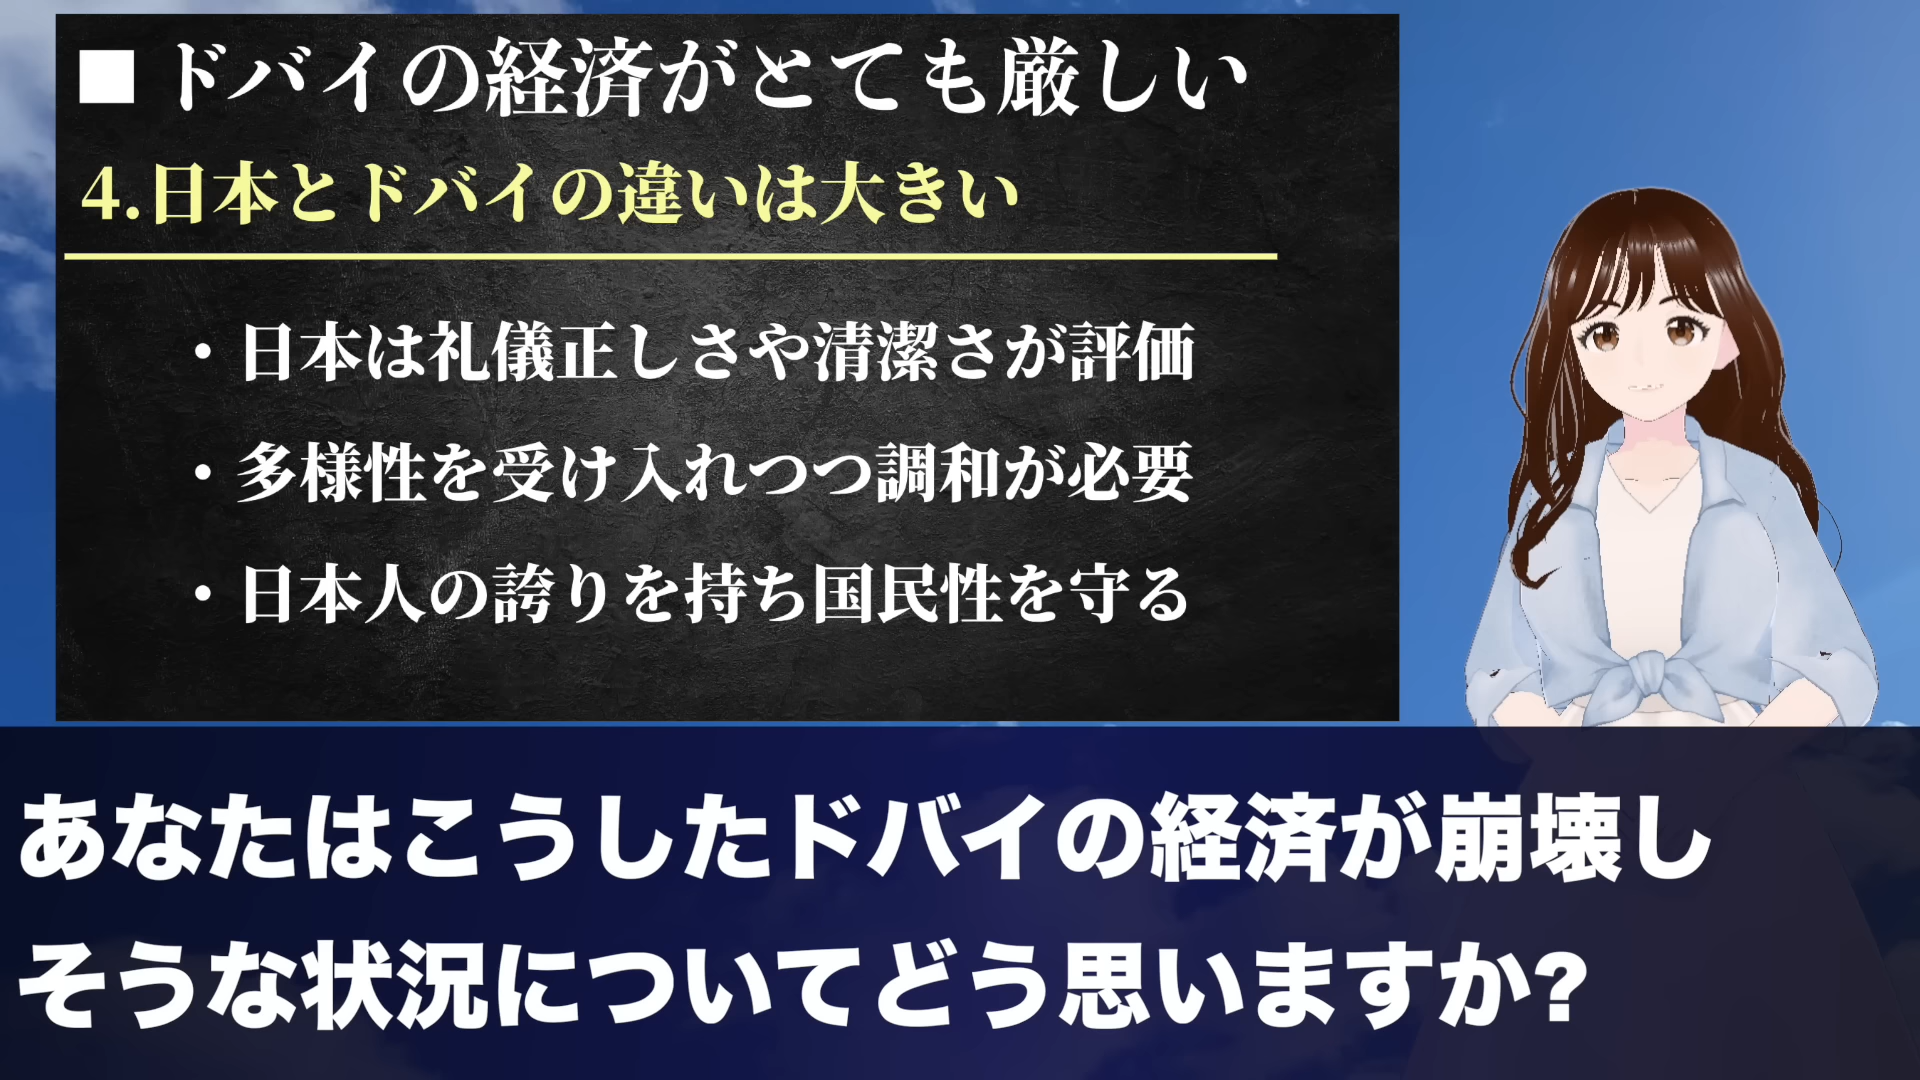 ■ドバイの経済がとても厳しい
4.日本とドバイの違いは大きい
・日本は礼儀正しさや清潔さが評価
・多様性を受け入れつつ調和が必要
・日本人の誇りを持ち国民性を守る
あなたはこうしたドバイの経済が崩壊し
そうな状況についてどう思いますか?